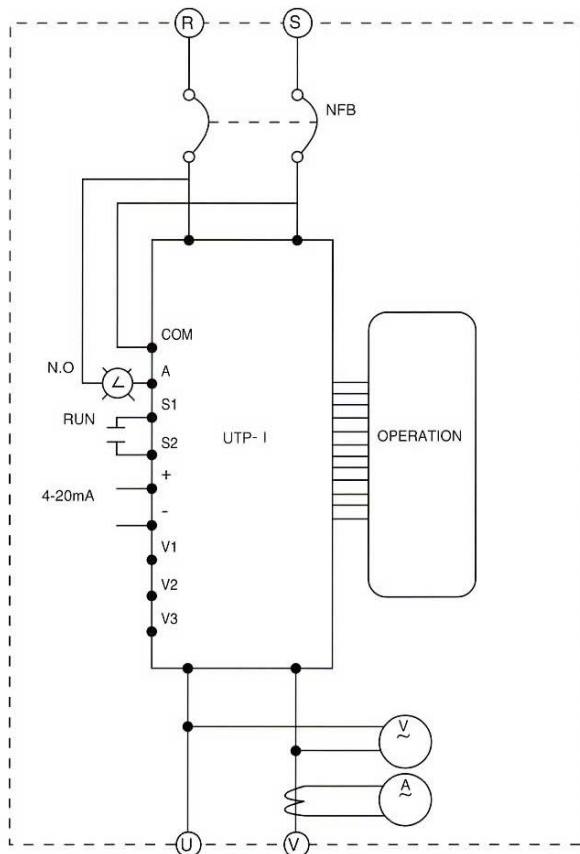 R
S
NFB
COM
N.O
A
S1
RUN
S2
UTP- I
OPERATION
+
4-20mA
-
V1
V2
V3
V
~
A
~
U
V